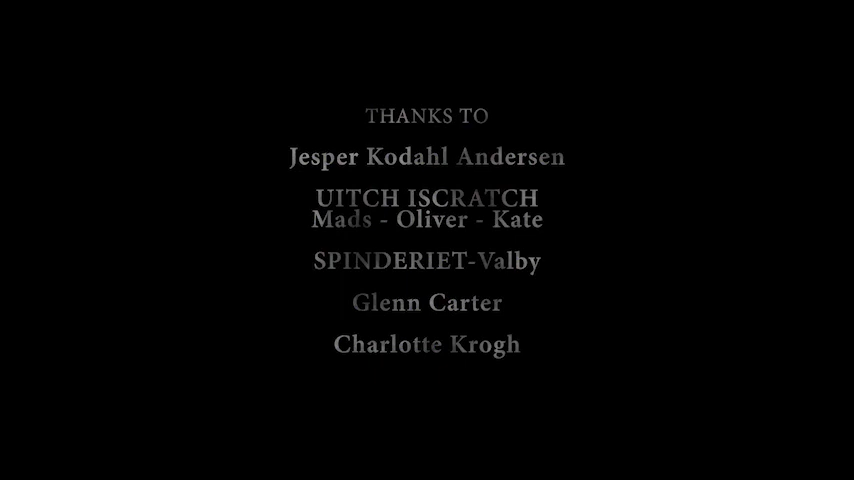 THANKS TO
Jesper Kodahl Andersen
UITCH ISCRATCH
Mads - Oliver - Kate
SPINDERIET-Valby
Glenn Carter
Charlotte Krogh